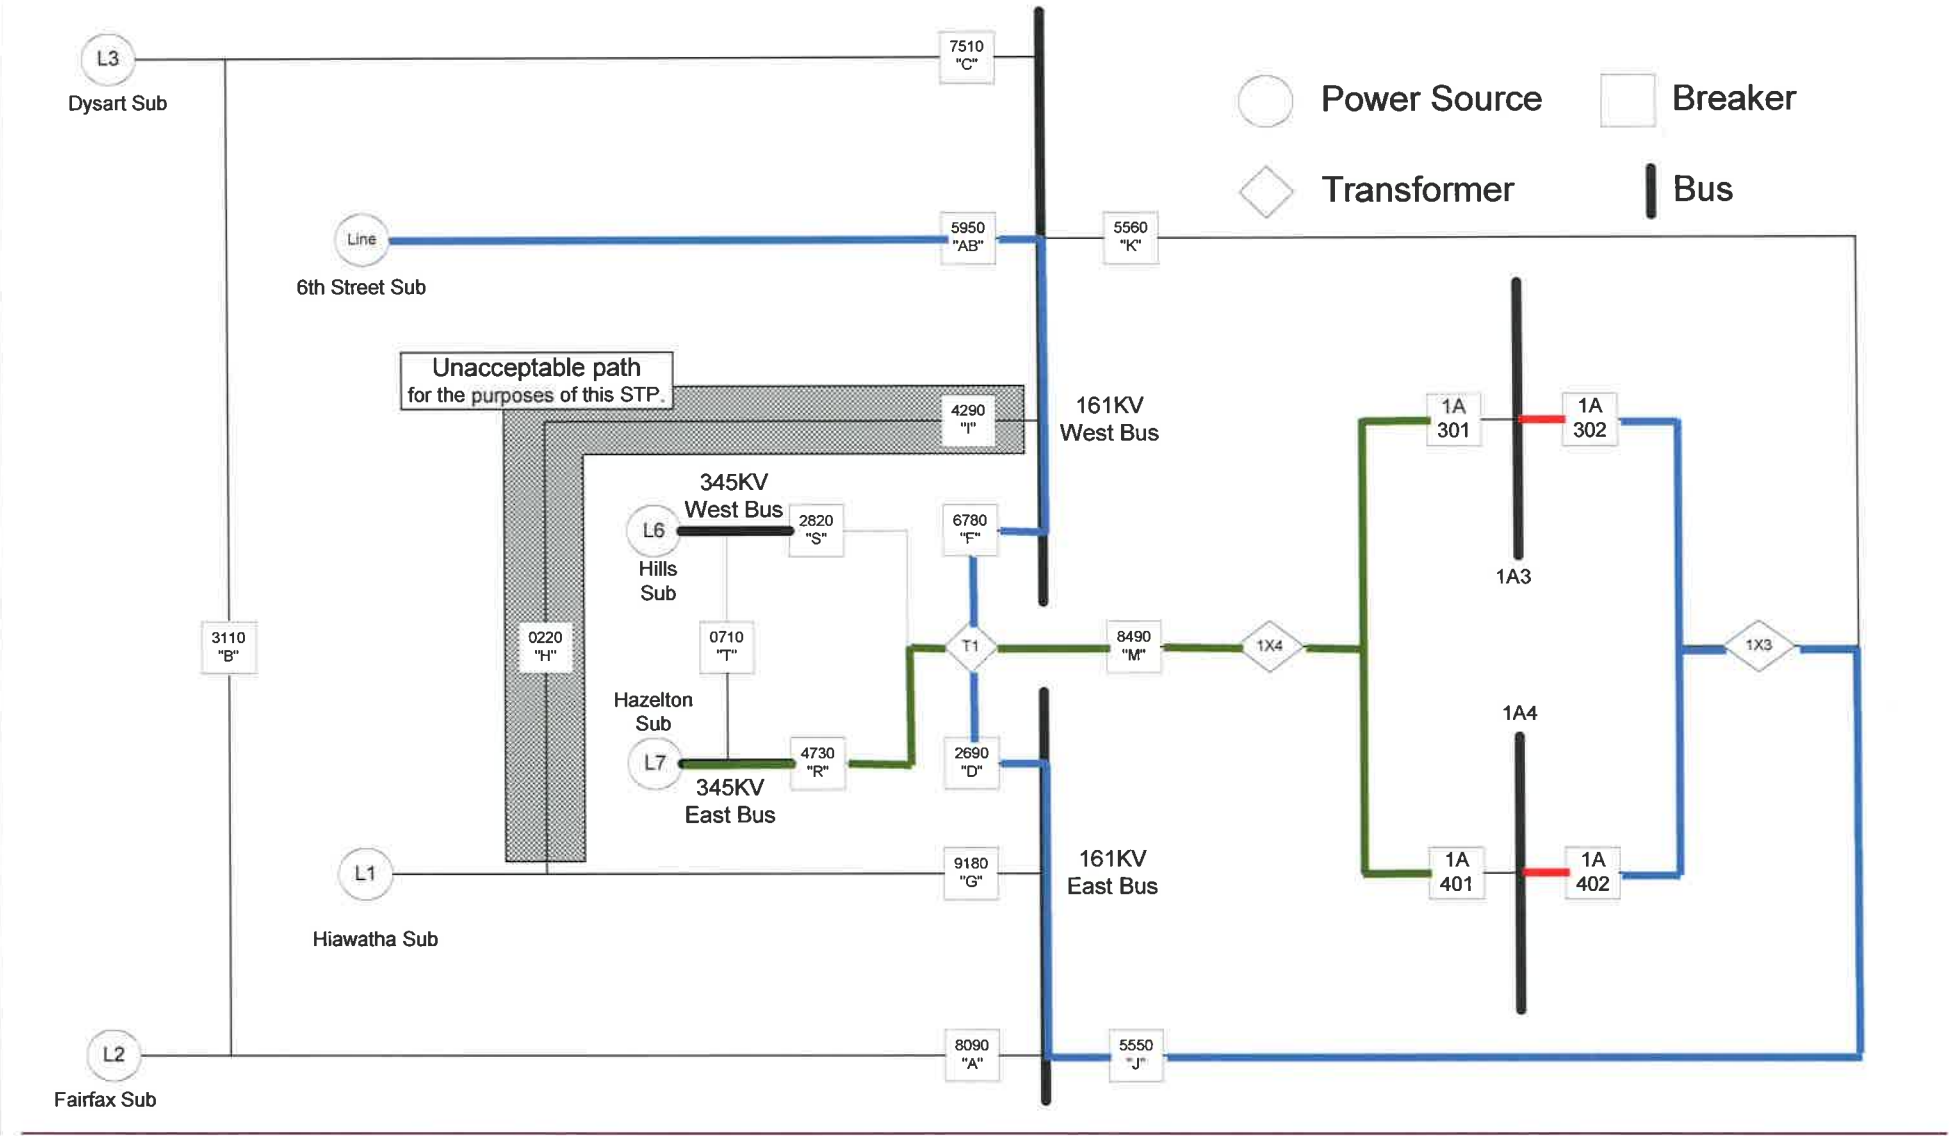 L3
Dysart Sub
7510
"C"
Power Source
Breaker
Transformer
Bus
Line
6th Street Sub
5950
"AB"
5560
"K"
Unacceptable path
for the purposes of this STP.
4290
"I"
161KV
West Bus
1A
301
1A
302
1A3
345KV
West Bus
L6
Hills
Sub
2820
"S"
6780
"F"
3110
"B"
0220
"H"
0710
"T"
T1
8490
"M"
1X4
1X3
Hazelton
Sub
L7
345KV
East Bus
4730
"R"
2690
"D"
1A4
L1
Hiawatha Sub
9180
"G"
161KV
East Bus
1A
401
1A
402
L2
Fairfax Sub
8090
"A"
5550
"J"